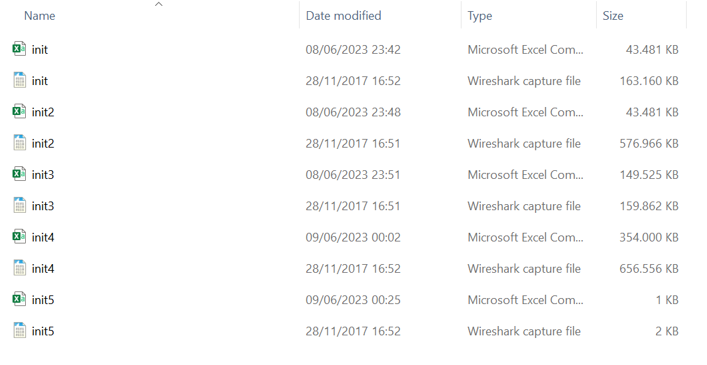 Name Date modified Type Size
init 08/06/2023 23:42 Microsoft Excel Com... 43.481 KB
init 28/11/2017 16:52 Wireshark capture file 163.160 KB
init2 08/06/2023 23:48 Microsoft Excel Com... 43.481 KB
init2 28/11/2017 16:51 Wireshark capture file 576.966 KB
init3 08/06/2023 23:51 Microsoft Excel Com... 149.525 KB
init3 28/11/2017 16:51 Wireshark capture file 159.862 KB
init4 09/06/2023 00:02 Microsoft Excel Com... 354.000 KB
init4 28/11/2017 16:52 Wireshark capture file 656.556 KB
init5 09/06/2023 00:25 Microsoft Excel Com... 1 KB
init5 28/11/2017 16:52 Wireshark capture file 2 KB